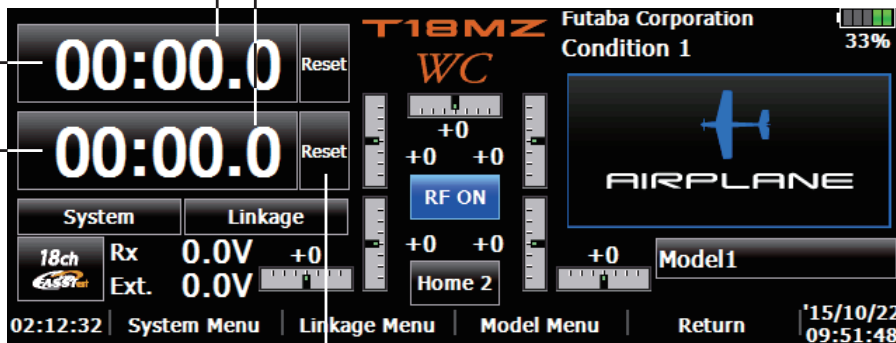 T18MZ
WC
Futaba Corporation
Condition 1
33%
00:00.0
Reset
00:00.0
Reset
+0
+0 +0
RF ON
AIRPLANE
System
Linkage
18ch
FASSTest
Rx 0.0V
Ext. 0.0V
+0
+0 +0
Home 2
+0
Model1
02:12:32
System Menu
Linkage Menu
Model Menu
Return
'15/10/22
09:51:48